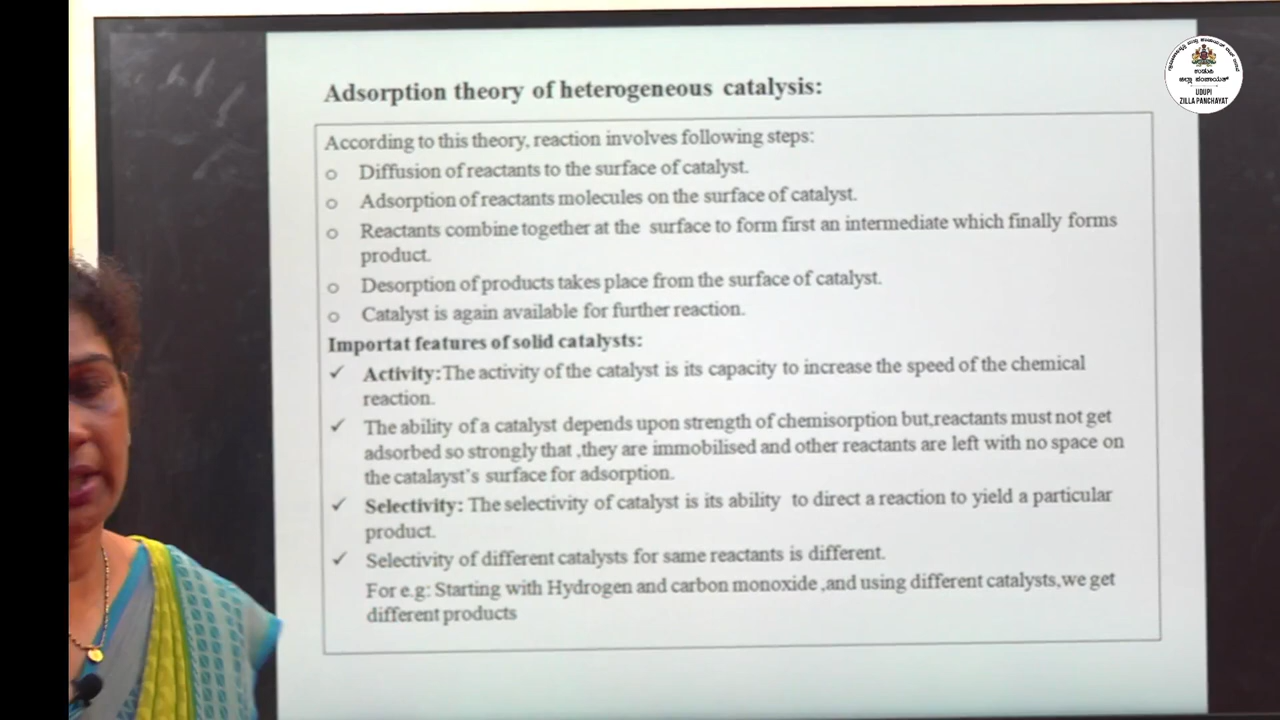 Adsorption theory of heterogeneous catalysis:
According to this theory, reaction involves following steps:
o Diffusion of reactants to the surface of catalyst.
o Adsorption of reactants molecules on the surface of catalyst.
o Reactants combine together at the surface to form first an intermediate which finally forms
product.
o Desorption of products takes place from the surface of catalyst.
o Catalyst is again available for further reaction.
Importat features of solid catalysts:
✓ Activity:The activity of the catalyst is its capacity to increase the speed of the chemical
reaction.
✓ The ability of a catalyst depends upon strength of chemisorption but,reactants must not get
adsorbed so strongly that ,they are immobilised and other reactants are left with no space on
the catalayst's surface for adsorption.
✓ Selectivity: The selectivity of catalyst is its ability to direct a reaction to yield a particular
product.
✓ Selectivity of different catalysts for same reactants is different.
For e.g: Starting with Hydrogen and carbon monoxide ,and using different catalysts,we get
different products
ಉಡುಪಿ
ಜಿಲ್ಲಾ ಪಂಚಾಯತ್
UDUPI
ZILLA PANCHAYAT